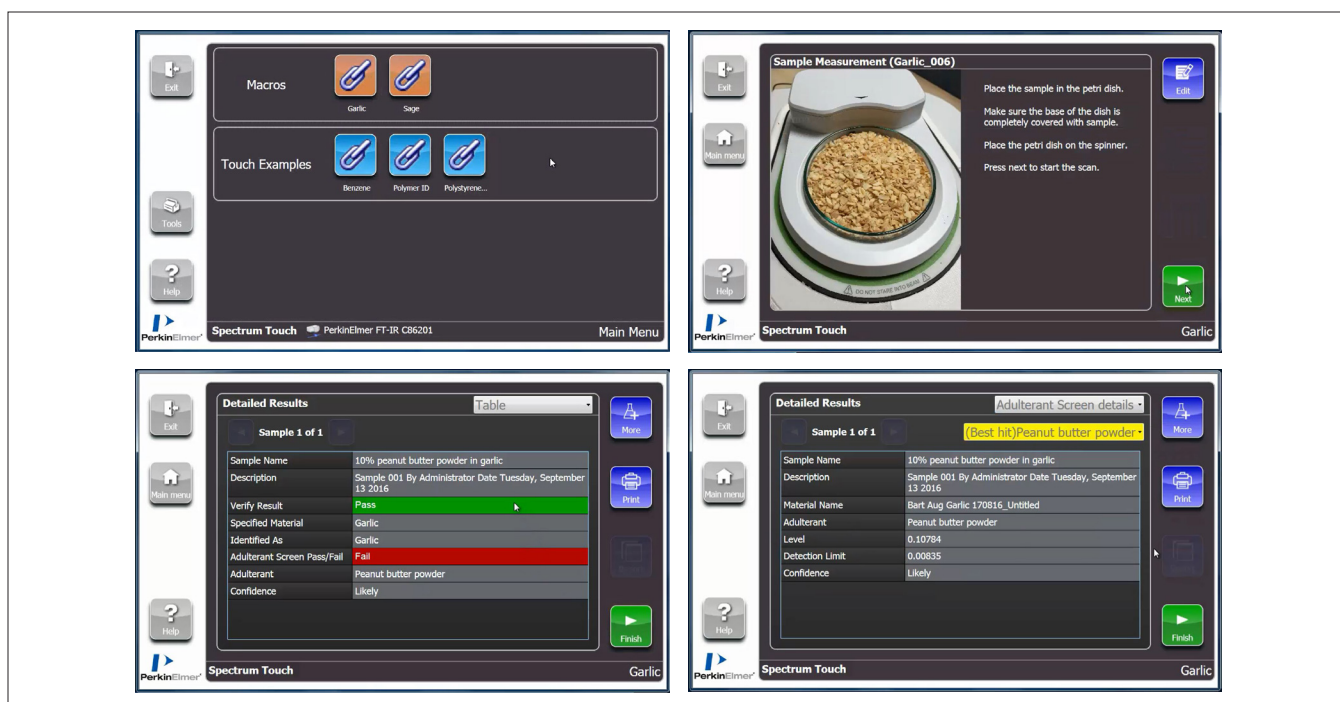 Exit
Macros
Garlic
Sage
Touch Examples
Benzene
Polymer ID
Polystyrene...
Tools
Help
PerkinElmer
Spectrum Touch PerkinElmer FT-IR C86201
Main Menu
Sample Measurement (Garlic_006)
Exit
Main menu
Place the sample in the petri dish.
Make sure the base of the dish is
completely covered with sample.
Place the petri dish on the spinner.
Press next to start the scan.
DO NOT STARE INTO BEAM
Edit
Help
Next
PerkinElmer
Spectrum Touch
Garlic
Detailed Results
Table
Exit
Sample 1 of 1
More
Main menu
Sample Name 10% peanut butter powder in garlic
Description Sample 001 By Administrator Date Tuesday, September
13 2016
Print
Verify Result Pass
Specified Material Garlic
Identified As Garlic
Adulterant Screen Pass/Fail Fail
Adulterant Peanut butter powder
Confidence Likely
Help
Finish
PerkinElmer
Spectrum Touch
Garlic
Detailed Results
Adulterant Screen details
Exit
Sample 1 of 1
(Best hit)Peanut butter powder
More
Main menu
Sample Name 10% peanut butter powder in garlic
Description Sample 001 By Administrator Date Tuesday, September
13 2016
Print
Material Name Bart Aug Garlic 170816_Untitled
Adulterant Peanut butter powder
Level 0.10784
Detection Limit 0.00835
Confidence Likely
Help
Finish
PerkinElmer
Spectrum Touch
Garlic